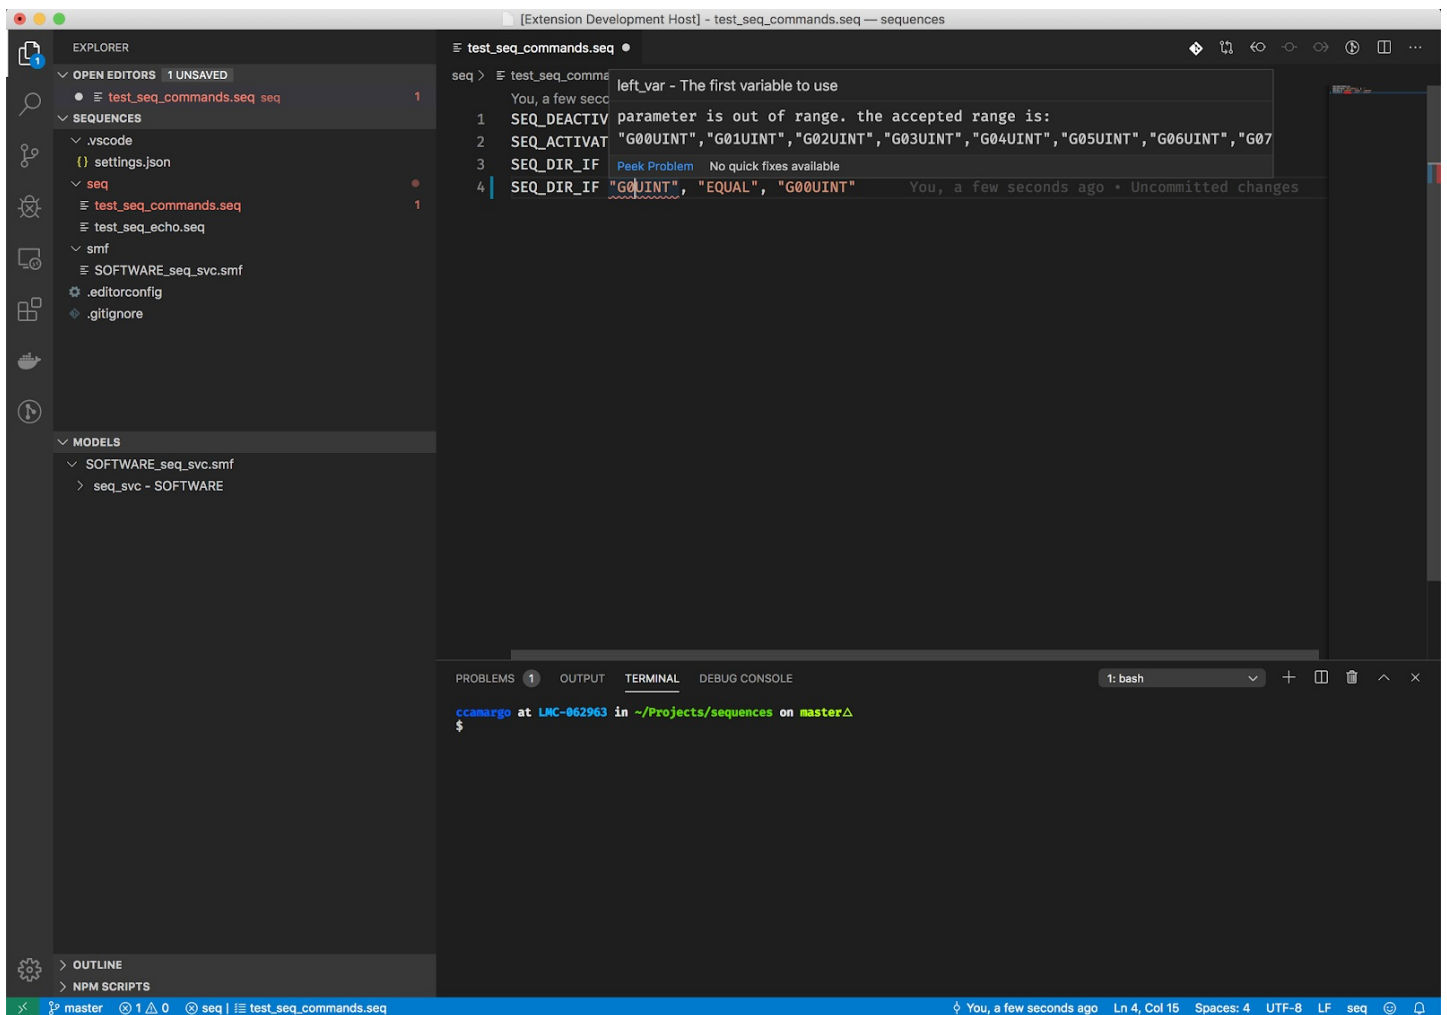 [Extension Development Host] - test_seq_commands.seq — sequences
EXPLORER
OPEN EDITORS 1 UNSAVED
test_seq_commands.seq seq 1
SEQUENCES
.vscode
{} settings.json
seq
test_seq_commands.seq 1
test_seq_echo.seq
smf
SOFTWARE_seq_svc.smf
.editorconfig
.gitignore
MODELS
SOFTWARE_seq_svc.smf
seq_svc - SOFTWARE
OUTLINE
NPM SCRIPTS
1
test_seq_commands.seq
seq > test_seq_comma
You, a few seco
1 SEQ_DEACTIV
2 SEQ_ACTIVAT
3 SEQ_DIR_IF
4 SEQ_DIR_IF "G0UINT", "EQUAL", "G00UINT" You, a few seconds ago • Uncommitted changes
left_var - The first variable to use
parameter is out of range. the accepted range is:
"G00UINT","G01UINT","G02UINT","G03UINT","G04UINT","G05UINT","G06UINT","G07
Peek Problem No quick fixes available
PROBLEMS 1 OUTPUT TERMINAL DEBUG CONSOLE 1: bash
ccamargo at LMC-062963 in ~/Projects/sequences on master△
$
master 1 0 seq | test_seq_commands.seq You, a few seconds ago Ln 4, Col 15 Spaces: 4 UTF-8 LF seq